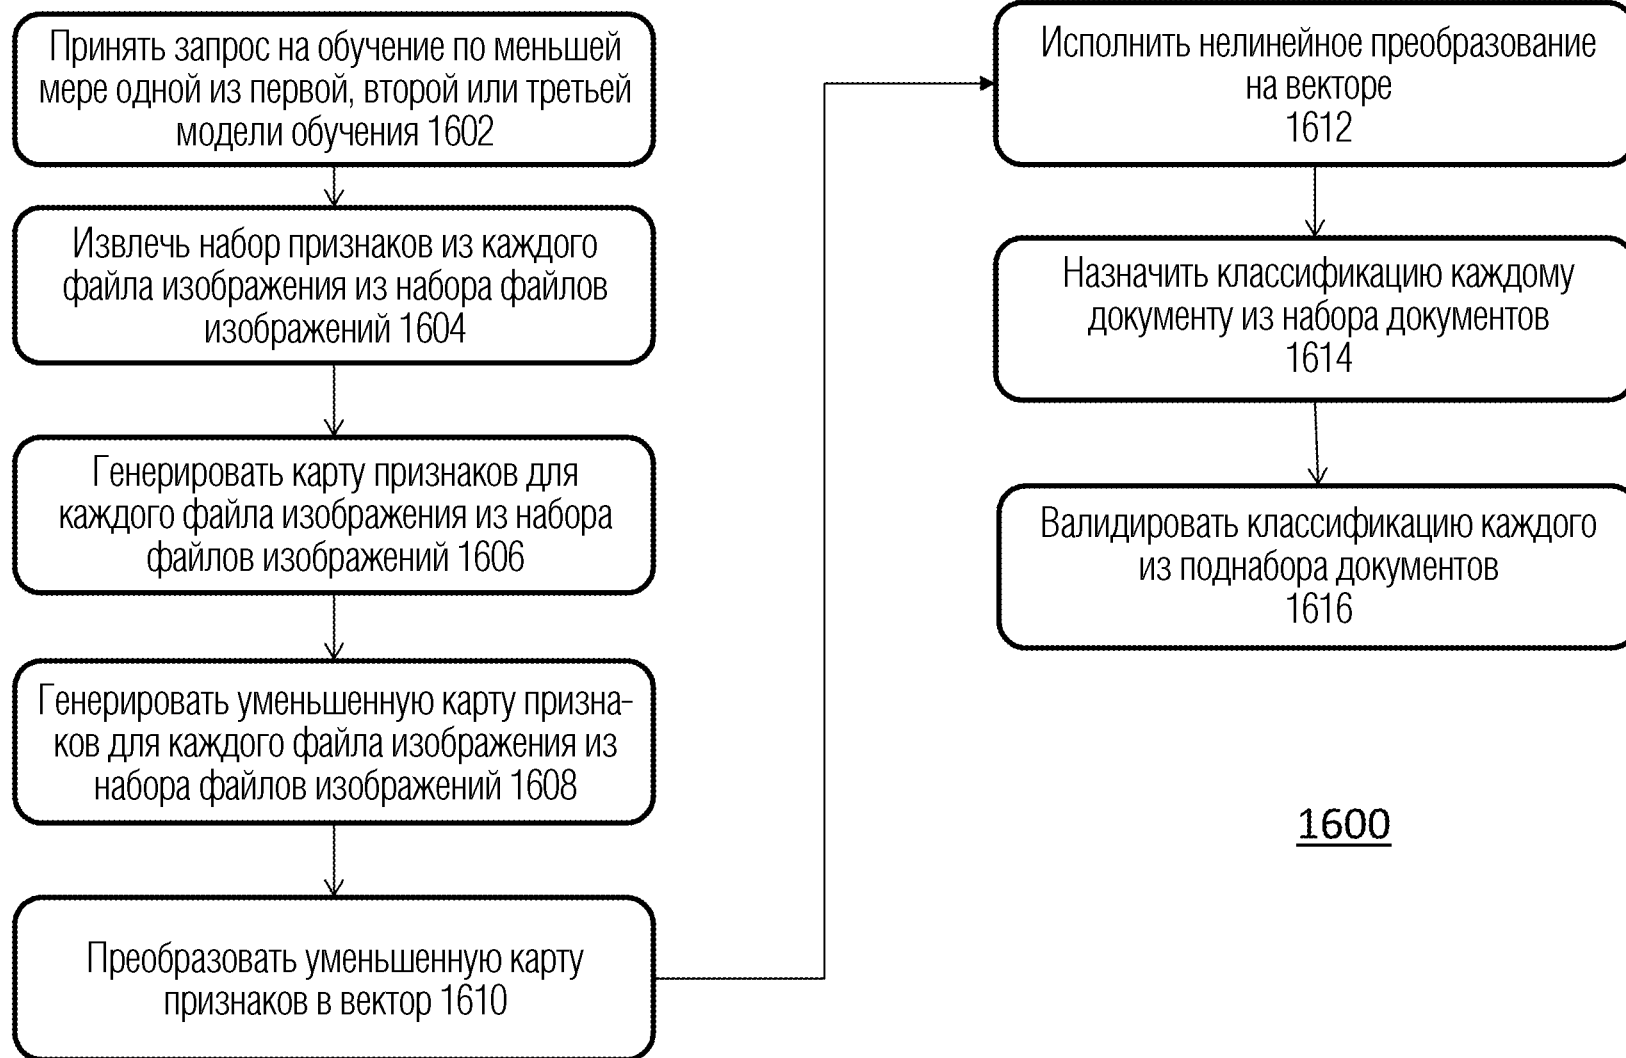 Принять запрос на обучение по меньшей
мере одной из первой, второй или третьей
модели обучения 1602
Извлечь набор признаков из каждого
файла изображения из набора файлов
изображений 1604
Генерировать карту признаков для
каждого файла изображения из набора
файлов изображений 1606
Генерировать уменьшенную карту призна-
ков для каждого файла изображения из
набора файлов изображений 1608
Преобразовать уменьшенную карту
признаков в вектор 1610
Исполнить нелинейное преобразование
на векторе
1612
Назначить классификацию каждому
документу из набора документов
1614
Валидировать классификацию каждого
из поднабора документов
1616
1600